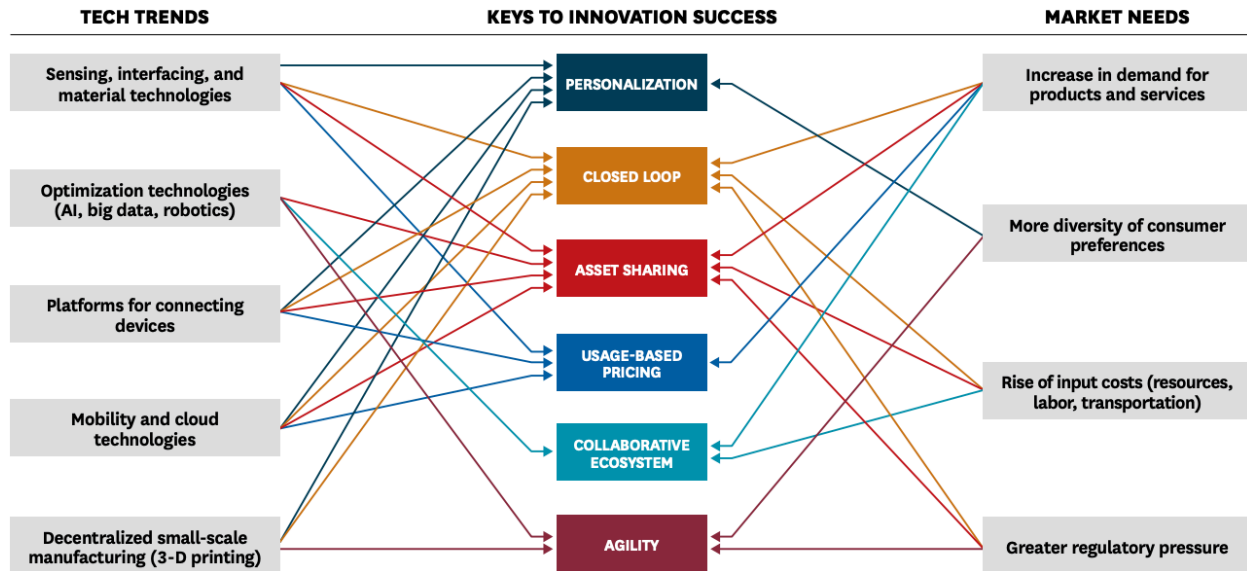 TECH TRENDS
KEYS TO INNOVATION SUCCESS
MARKET NEEDS
Sensing, interfacing, and
material technologies
Optimization technologies
(AI, big data, robotics)
Platforms for connecting
devices
Mobility and cloud
technologies
Decentralized small-scale
manufacturing (3-D printing)
PERSONALIZATION
CLOSED LOOP
ASSET SHARING
USAGE-BASED
PRICING
COLLABORATIVE
ECOSYSTEM
AGILITY
Increase in demand for
products and services
More diversity of consumer
preferences
Rise of input costs (resources,
labor, transportation)
Greater regulatory pressure